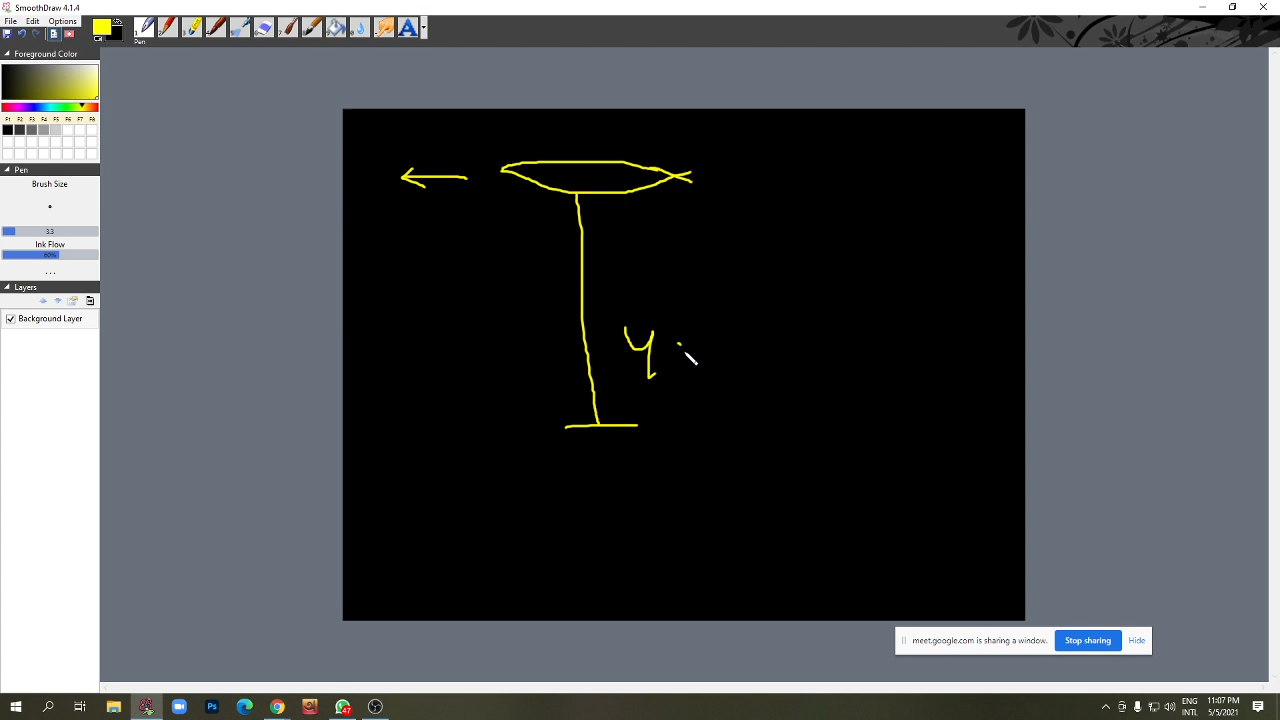 SmoothDraw 4.1.4
File Edit Options
Pen
Foreground Color
F1 F2 F3 F4 F5 F6 F7 F8
Pen
Brush Size
3.3
Ink Flow
60%
...
Layers
Background Layer
y
meet.google.com is sharing a window. Stop sharing Hide
47
ENG
INTL
11:07 PM
5/5/2021